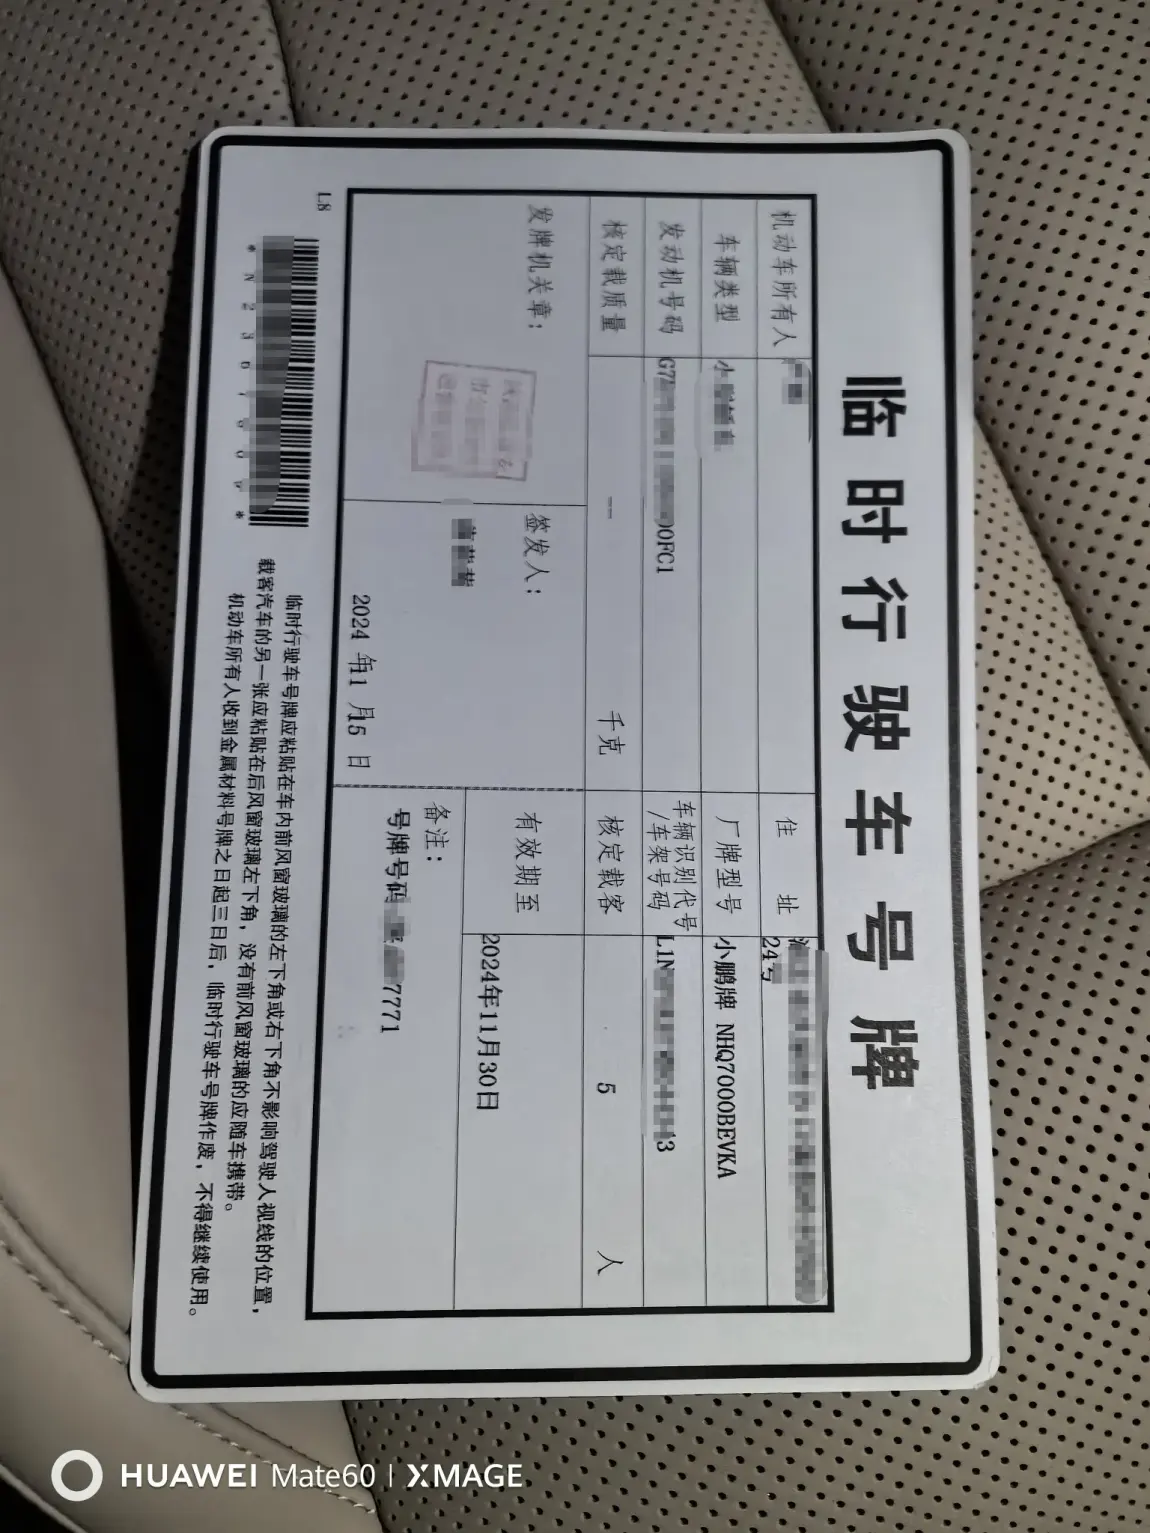 临时行驶车号牌
机动车所有人
住 址
24号
车辆类型
小
厂牌型号 小鹏牌 NHQ7000BEVKA
发动机号码 G7 00FC1
车辆识别代号/车架号码 L1N 43
核定载质量 — 千克
核定载客 5 人
发牌机关章：
签发人：
2024 年11 月15 日
有效期至 2024年11月30日
备注：
号牌号码 7771
L8
临时行驶车号牌应粘贴在车内前风窗玻璃的左下角或右下角不影响驾驶人视线的位置，
载客汽车的另一张应粘贴在后风窗玻璃左下角，没有前风窗玻璃的应随车携带。
机动车所有人收到金属材料号牌之日起三日后，临时行驶车号牌作废，不得继续使用。
HUAWEI Mate60 | XMAGE